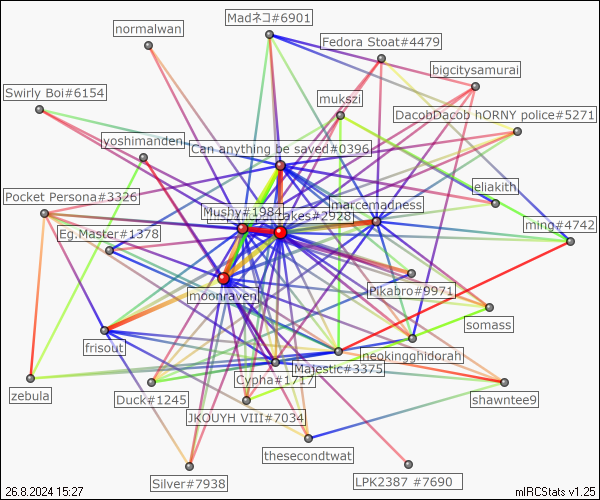 Madネコ#6901
normalwan
Fedora Stoat#4479
bigcitysamurai
Swirly Boi#6154
mukszi
DacobDacob hORNY police#5271
yoshimanden
Can anything be saved#0396
eliakith
Pocket Persona#3326
marcemadness
Mushy#1984
akes#2928
ming#4742
Eg.Master#1378
Pikabro#9971
moonraven
somass
frisout
neokingghidorah
Majestic#3375
Cypha#1717
zebula
Duck#1245
shawntee9
JKOUYH VIII#7034
thesecondtwat
Silver#7938
LPK2387 #7690
26.8.2024 15:27
mIRCStats v1.25